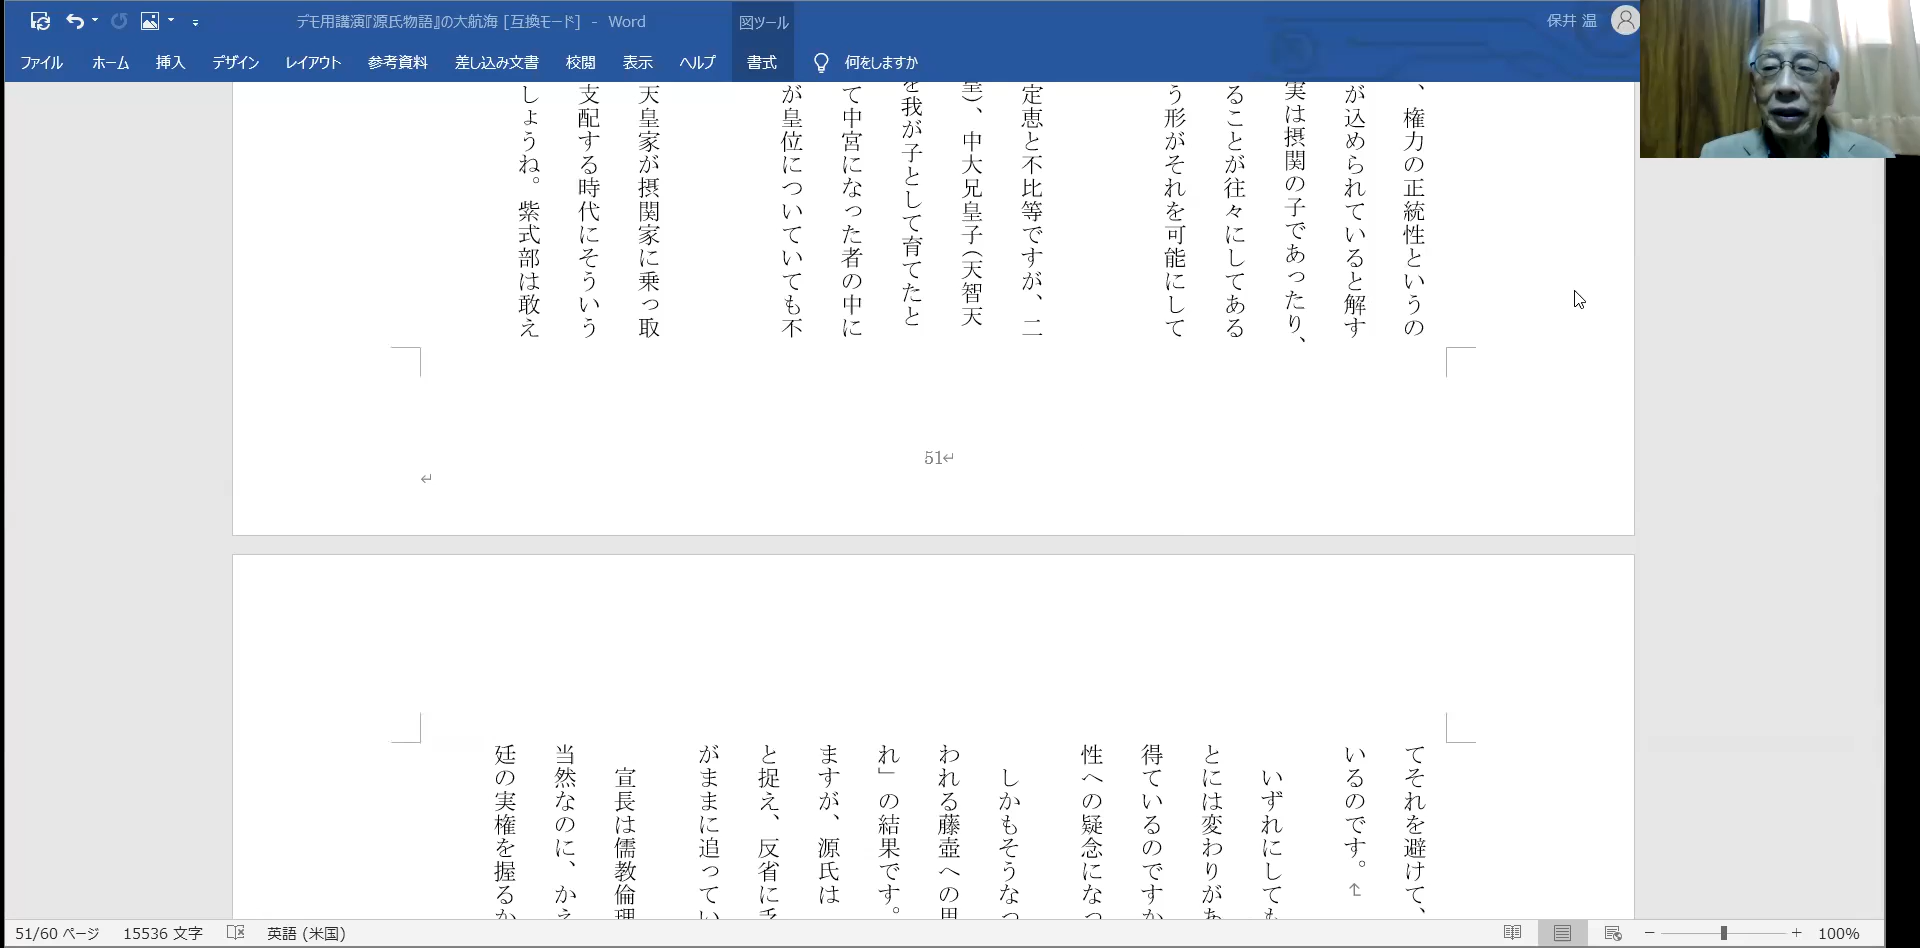 デモ用講演『源氏物語』の大航海 [互換モード] - Word
図ツール
保井 温
ファイル ホーム 挿入 デザイン レイアウト 参考資料 差し込み文書 校閲 表示 ヘルプ 書式 何をしますか
、権力の正統性というの
が込められていると解す
実は摂関の子であったり、
ることが往々にしてある
う形がそれを可能にして
定恵と不比等ですが、二
皇）、中大兄皇子（天智天
を我が子として育てたと
て中宮になった者の中に
が皇位についていても不
天皇家が摂関家に乗っ取
支配する時代にそういう
しょうね。紫式部は敢え
51
てそれを避けて、
いるのです。
いずれにしても
とには変わりがあ
得ているのですか
性への疑念になっ
しかもそうなっ
われる藤壺への思
れ」の結果です。
ますが、源氏は
と捉え、反省に
がままに追ってい
宣長は儒教倫理
当然なのに、かえ
廷の実権を握るか
51/60 ページ 15536 文字 英語 (米国) 100%